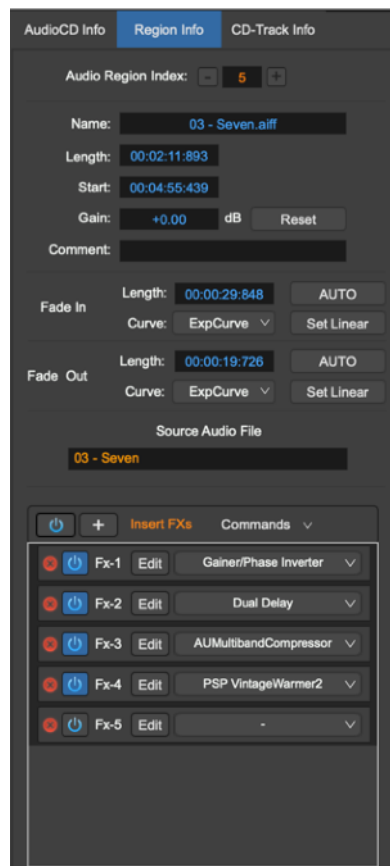 AudioCD Info Region Info CD-Track Info
Audio Region Index: - 5 +
Name: 03 - Seven.aiff
Length: 00:02:11:893
Start: 00:04:55:439
Gain: +0.00 dB Reset
Comment:
Fade In Length: 00:00:29:848 AUTO
Curve: ExpCurve Set Linear
Fade Out Length: 00:00:19:726 AUTO
Curve: ExpCurve Set Linear
Source Audio File
03 - Seven
+ Insert FXs Commands
Fx-1 Edit Gainer/Phase Inverter
Fx-2 Edit Dual Delay
Fx-3 Edit AUMultibandCompressor
Fx-4 Edit PSP VintageWarmer2
Fx-5 Edit -